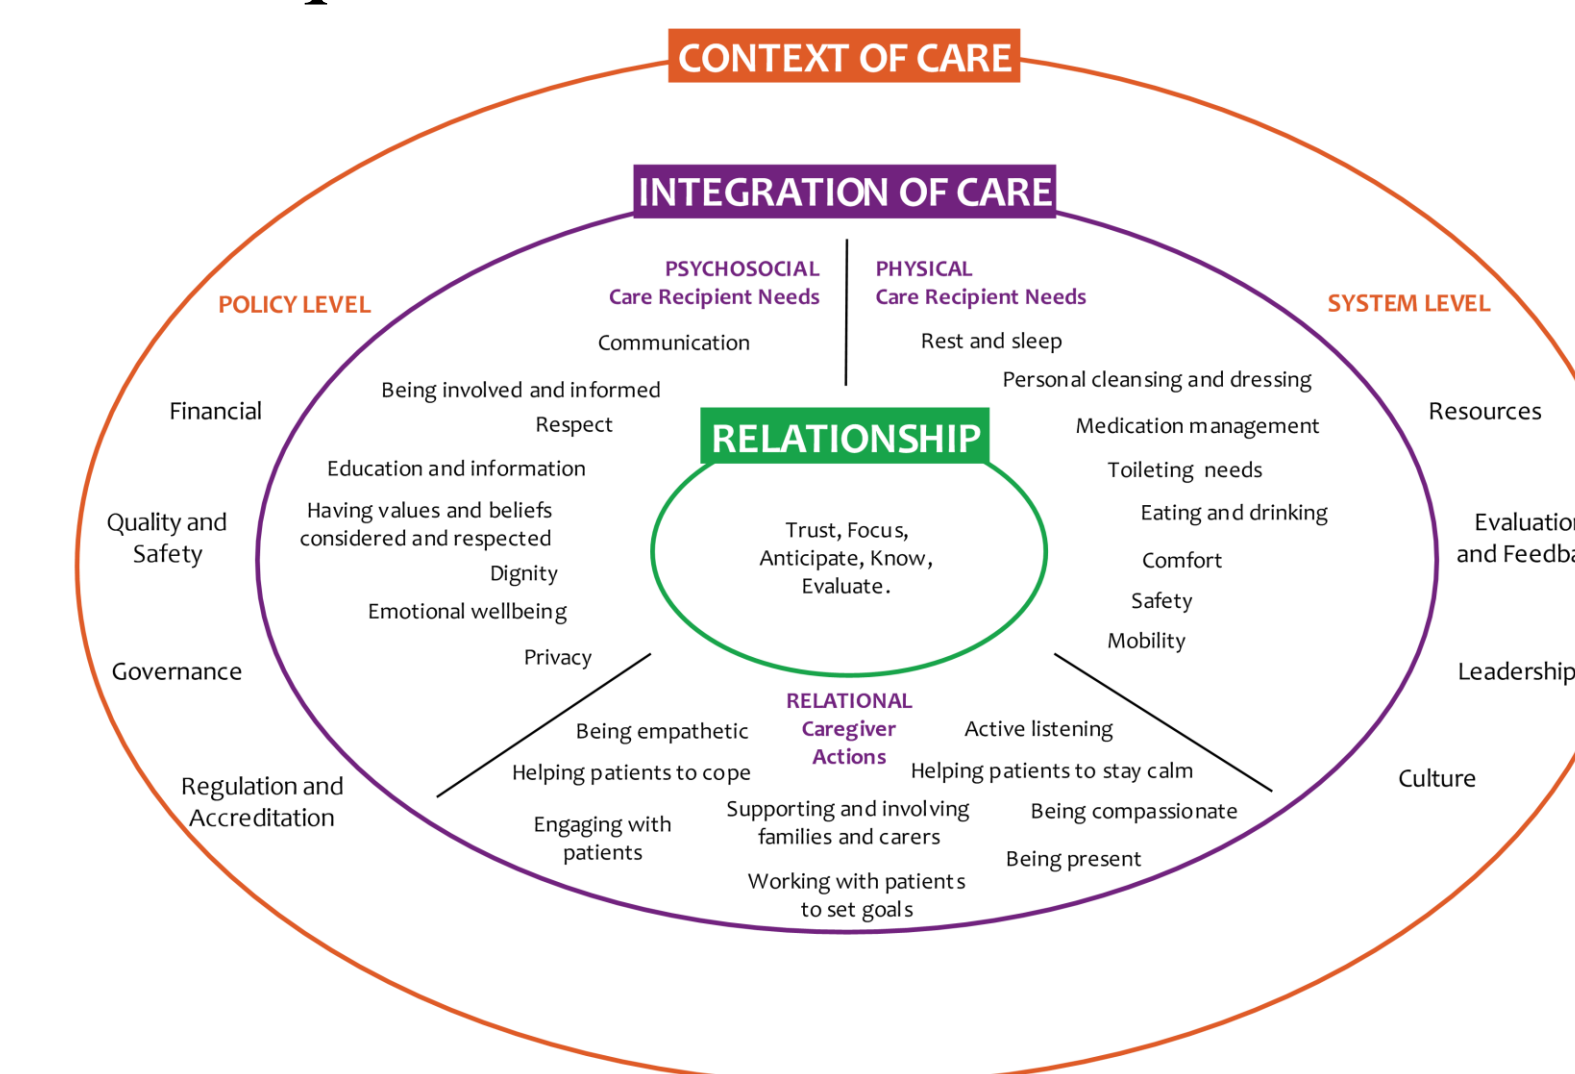 CONTEXT OF CARE
INTEGRATION OF CARE
PSYCHOSOCIAL
Care Recipient Needs
PHYSICAL
Care Recipient Needs
POLICY LEVEL
SYSTEM LEVEL
Communication
Rest and sleep
Being involved and informed
Personal cleansing and dressing
Financial
Respect
RELATIONSHIP
Medication management
Resources
Education and information
Toileting needs
Having values and beliefs
considered and respected
Eating and drinking
Quality and
Safety
Trust, Focus,
Anticipate, Know,
Evaluate.
Comfort
Evaluatio
and Feedba
Dignity
Safety
Emotional wellbeing
Mobility
Privacy
Governance
Leadership
RELATIONAL
Caregiver
Actions
Being empathetic
Active listening
Helping patients to cope
Helping patients to stay calm
Regulation and
Accreditation
Culture
Engaging with
patients
Supporting and involving
families and carers
Being compassionate
Being present
Working with patients
to set goals